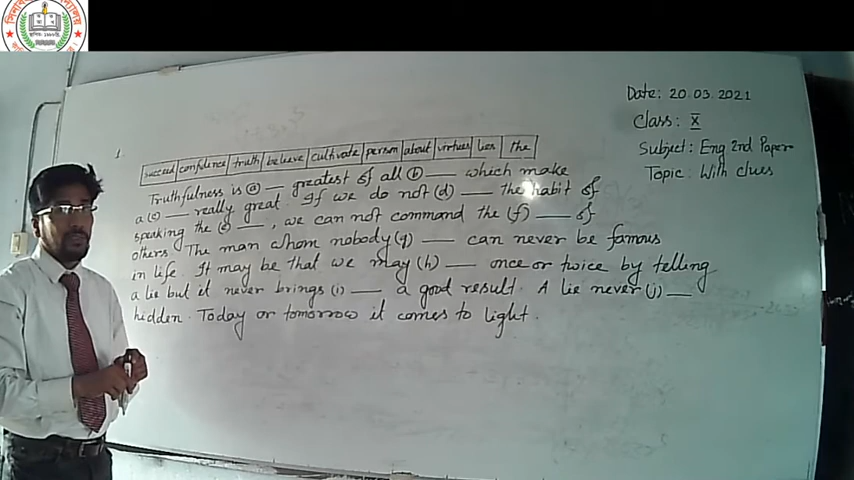 Date: 20.03.2021
Class: X
Subject: Eng 2nd Paper
Topic: With clues
1.
succeed confidence truth believe cultivate person about virtues lies the
Truthfulness is (a) — greatest of all (b) — which make
a (c) — really great. If we do not (d) — the habit of
speaking the (e) — , we can not command the (f) — of
others. The man whom nobody (g) — can never be famous
in life. It may be that we may (h) — once or twice by telling
a lie but it never brings (i) — a good result. A lie never (j) —
hidden. Today or tomorrow it comes to light.